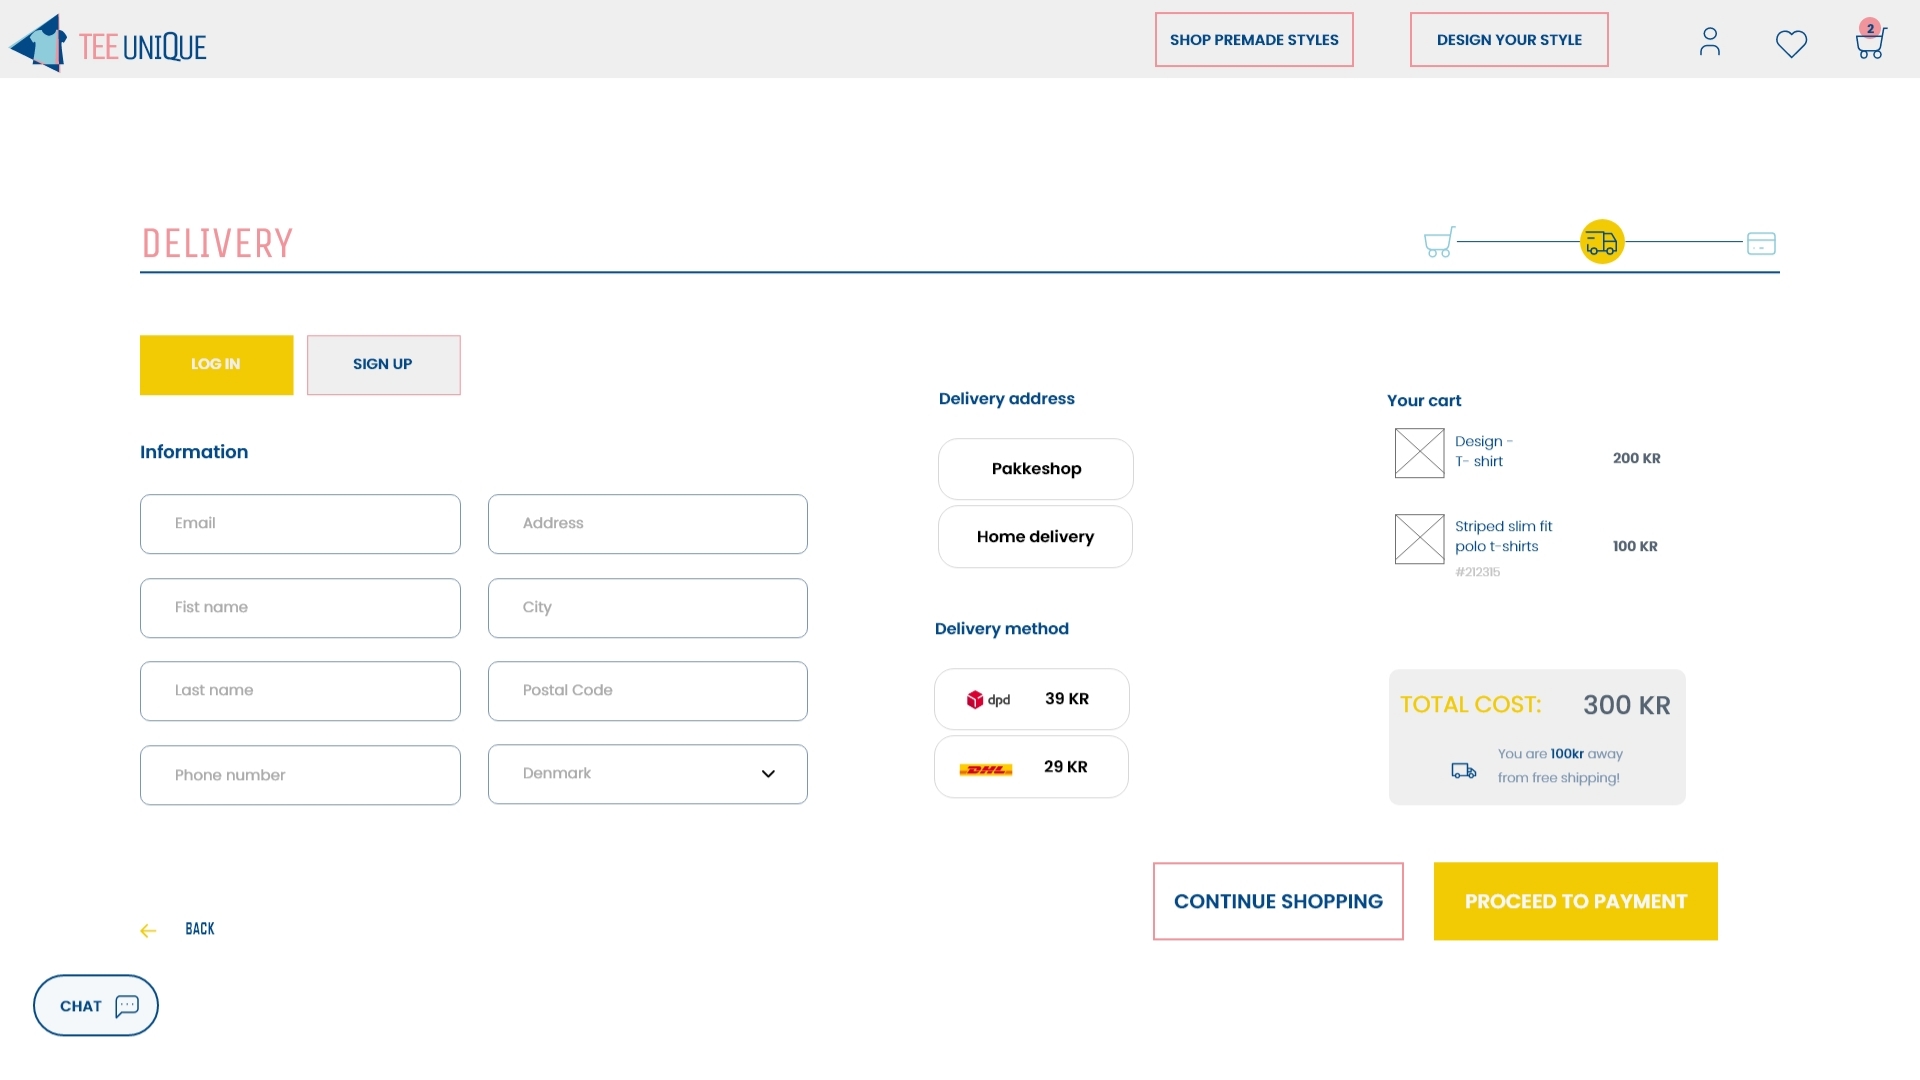 TEE UNIQUE
SHOP PREMADE STYLES
DESIGN YOUR STYLE
2
DELIVERY
LOG IN
SIGN UP
Information
Email
Address
Fist name
City
Last name
Postal Code
Phone number
Denmark
Delivery address
Pakkeshop
Home delivery
Delivery method
dpd 39 KR
DHL 29 KR
Your cart
Design -
T- shirt
200 KR
Striped slim fit
polo t-shirts
100 KR
#212315
TOTAL COST: 300 KR
You are 100kr away
from free shipping!
CONTINUE SHOPPING
PROCEED TO PAYMENT
BACK
CHAT